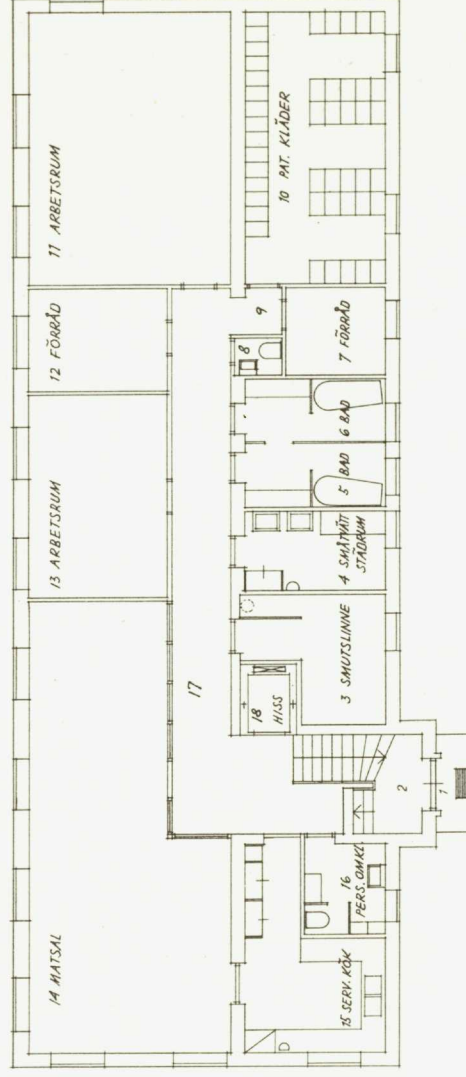 1
2
3 SMUTSLINNE
4 SMÅTVÄTT
STÄDRUM
5 BAD
6 BAD
7 FÖRRÅD
8
9
10 PAT. KLÄDER
11 ARBETSRUM
12 FÖRRÅD
13 ARBETSRUM
14 MATSAL
15 SERV. KÖK
16
PERS. OMKL.
17
18
HISS